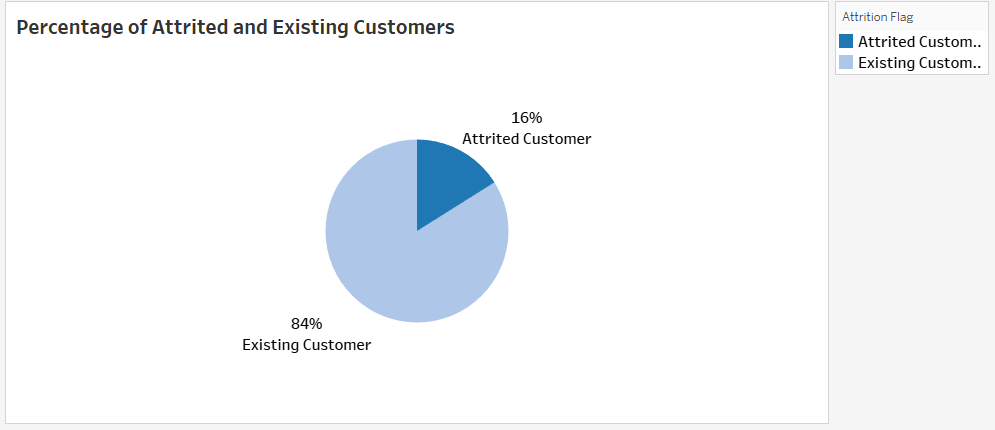 Percentage of Attrited and Existing Customers
16%
Attrited Customer
84%
Existing Customer
Attrition Flag
Attrited Custom..
Existing Custom..